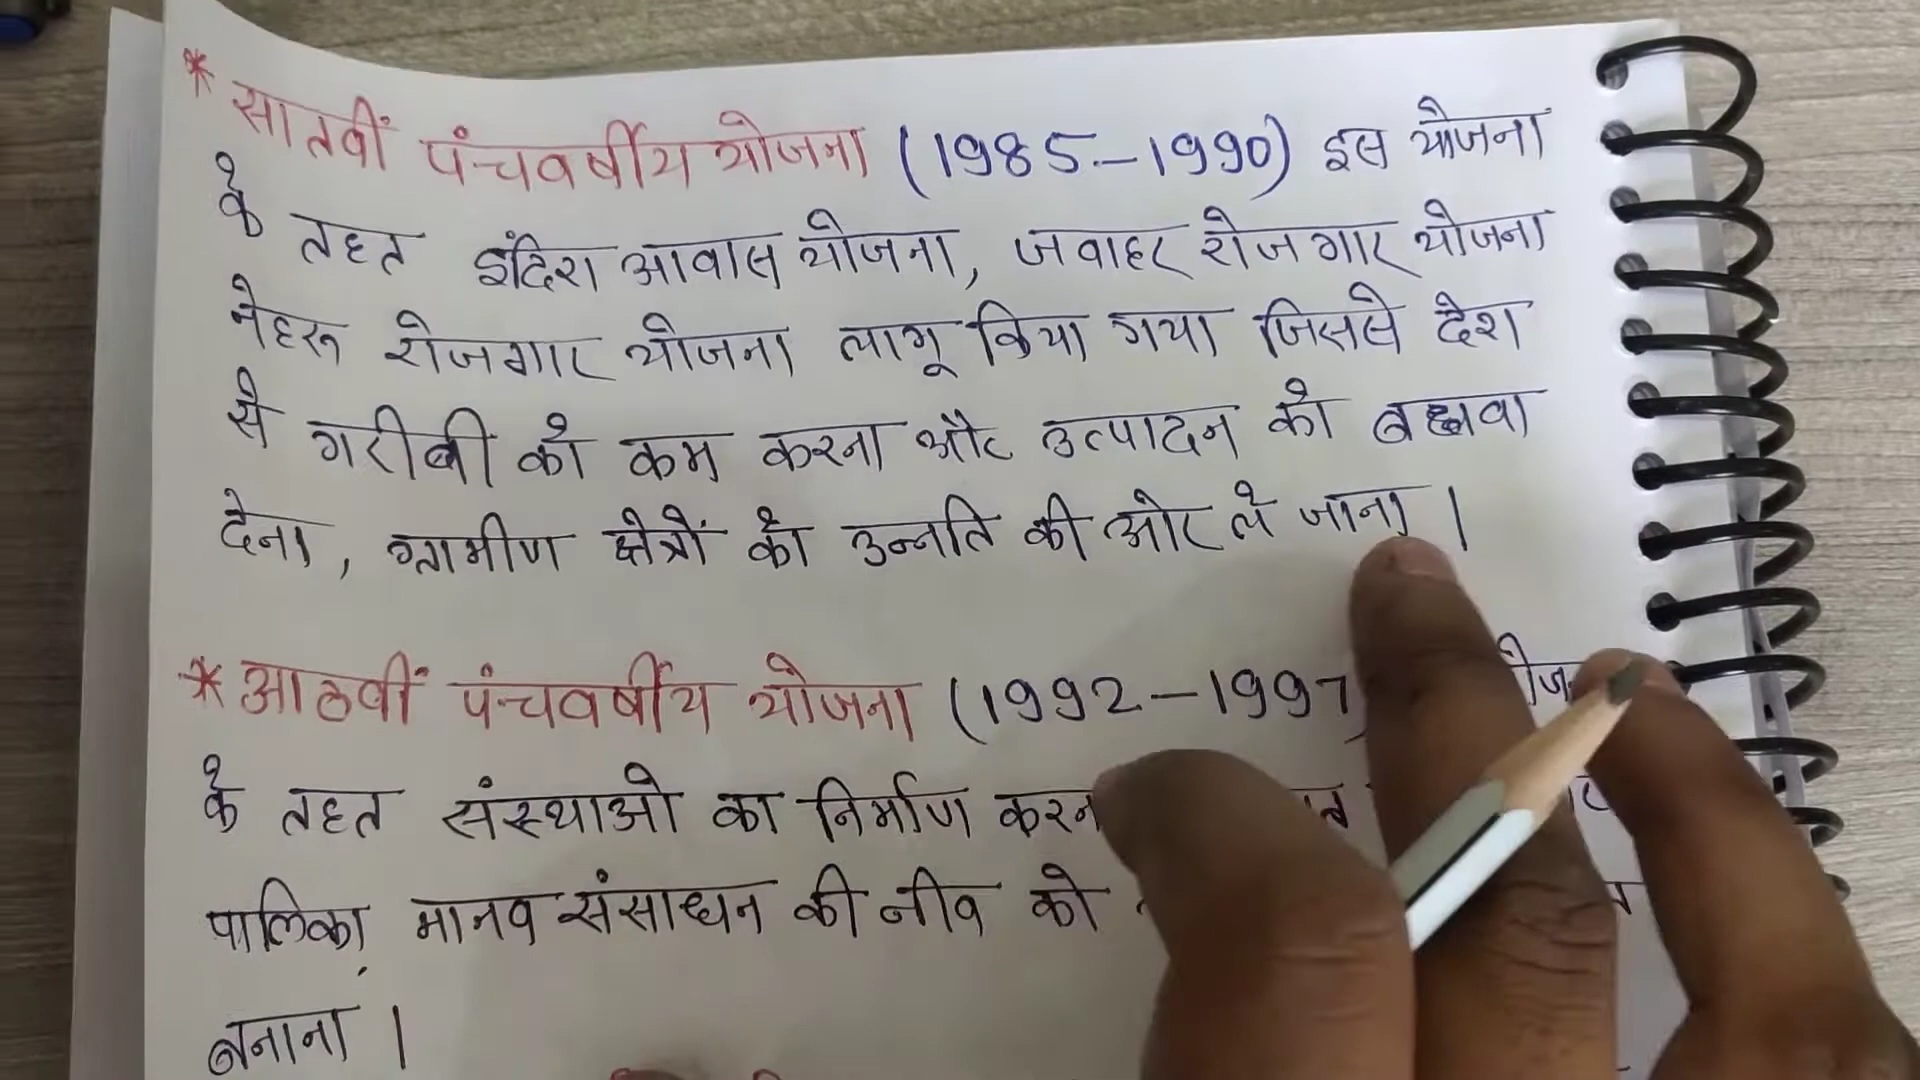 * सातवीं पंचवर्षीय योजना (1985-1990) इस योजना
के तहत इंदिरा आवास योजना, जवाहर रोजगार योजना
नेहरू रोजगार योजना लागू किया गया जिससे देश
से गरीबी को कम करना और उत्पादन को बढ़ावा
देना, ग्रामीण क्षेत्रों को उन्नति की ओर ले जाना।
* आठवीं पंचवर्षीय योजना (1992-1997
के तहत संस्थाओ का निर्माण
पालिका, मानव संसाधन की नीव को
बनाना।